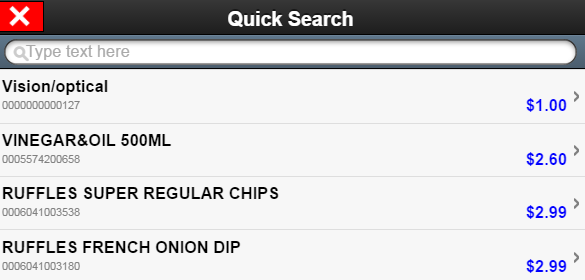 Quick Search
Type text here
Vision/optical
0000000000127
$1.00
VINEGAR&OIL 500ML
0005574200658
$2.60
RUFFLES SUPER REGULAR CHIPS
0006041003538
$2.99
RUFFLES FRENCH ONION DIP
0006041003180
$2.99